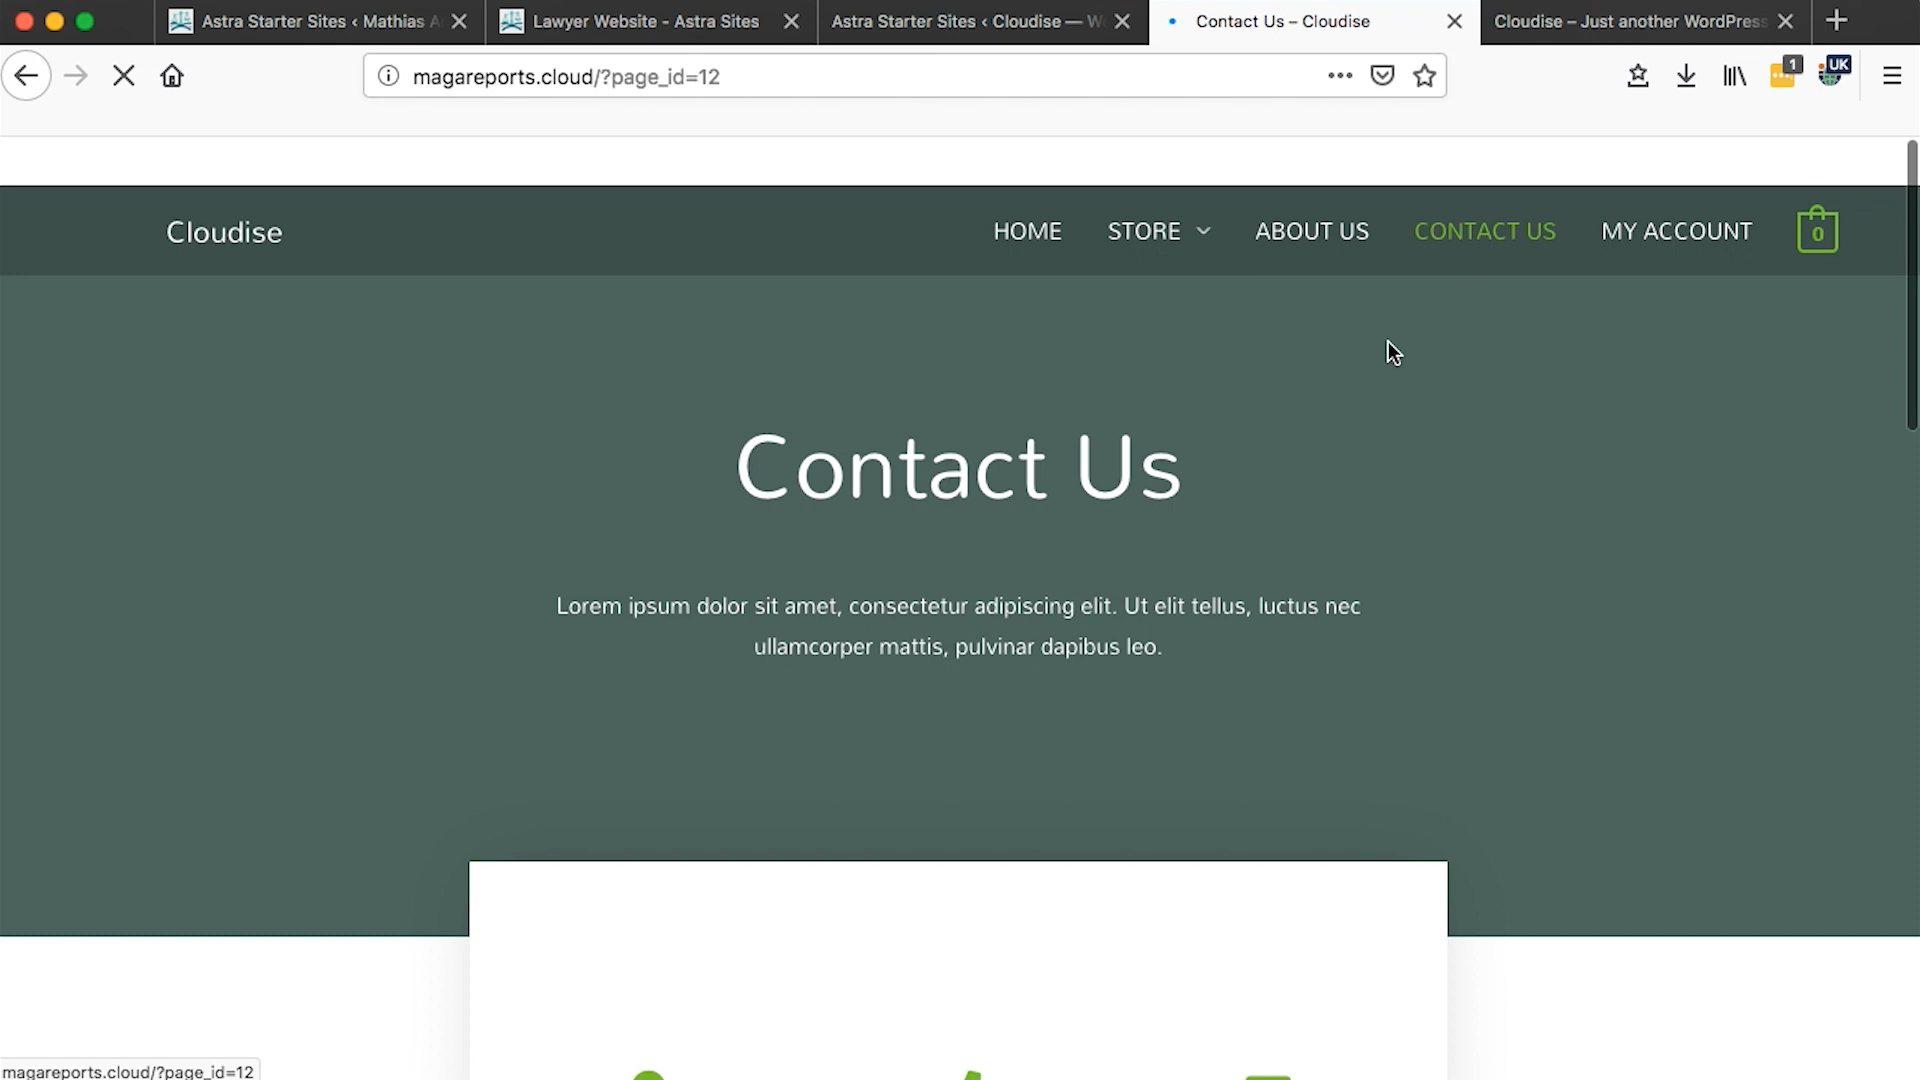 Astra Starter Sites ‹ Mathias A
Lawyer Website - Astra Sites
Astra Starter Sites ‹ Cloudise — W
Contact Us – Cloudise
Cloudise – Just another WordPress
magareports.cloud/?page_id=12
1
UK
Cloudise
HOME
STORE
ABOUT US
CONTACT US
MY ACCOUNT
0
Contact Us
Lorem ipsum dolor sit amet, consectetur adipiscing elit. Ut elit tellus, luctus nec
ullamcorper mattis, pulvinar dapibus leo.
magareports.cloud/?page_id=12